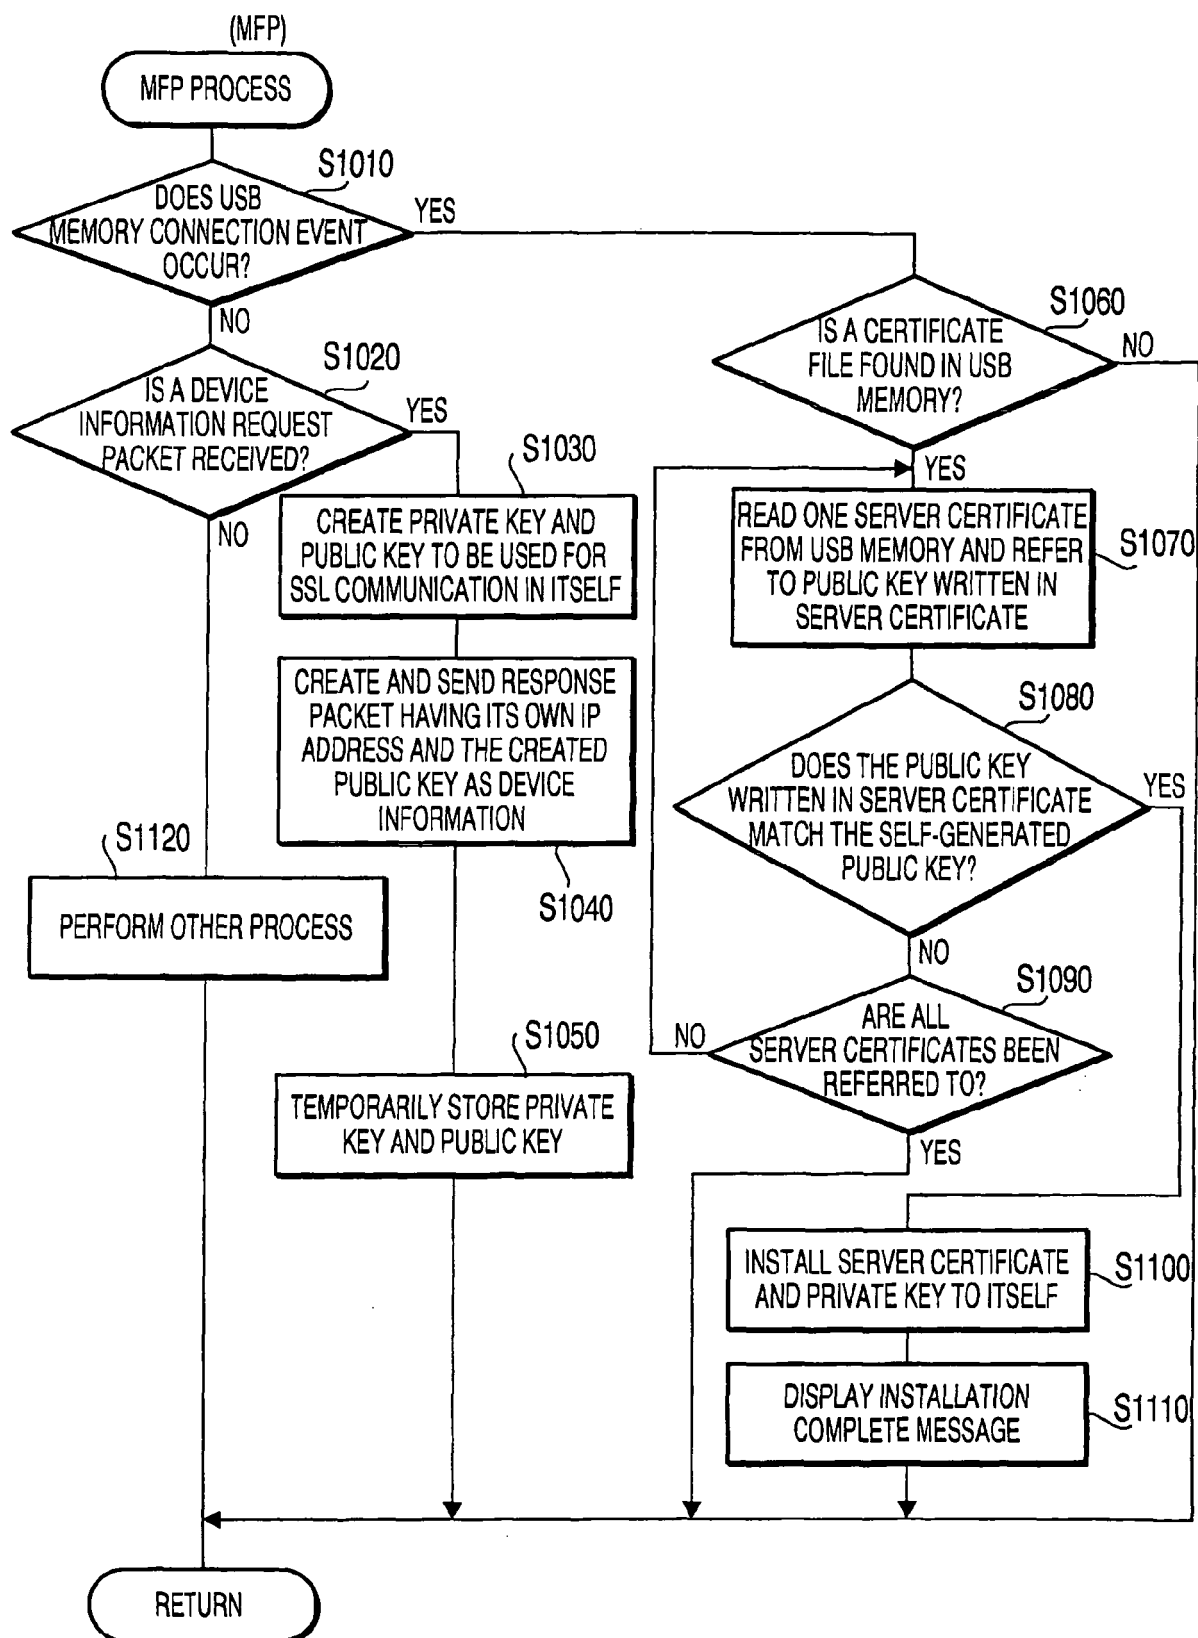 (MFP)
MFP PROCESS
S1010
DOES USB
MEMORY CONNECTION EVENT
OCCUR?
YES
NO
S1020
IS A DEVICE
INFORMATION REQUEST
PACKET RECEIVED?
YES
NO
S1030
CREATE PRIVATE KEY AND
PUBLIC KEY TO BE USED FOR
SSL COMMUNICATION IN ITSELF
CREATE AND SEND RESPONSE
PACKET HAVING ITS OWN IP
ADDRESS AND THE CREATED
PUBLIC KEY AS DEVICE
INFORMATION
S1040
S1120
PERFORM OTHER PROCESS
S1050
TEMPORARILY STORE PRIVATE
KEY AND PUBLIC KEY
S1060
IS A CERTIFICATE
FILE FOUND IN USB
MEMORY?
NO
YES
READ ONE SERVER CERTIFICATE
FROM USB MEMORY AND REFER
TO PUBLIC KEY WRITTEN IN
SERVER CERTIFICATE
S1070
S1080
DOES THE PUBLIC KEY
WRITTEN IN SERVER CERTIFICATE
MATCH THE SELF-GENERATED
PUBLIC KEY?
YES
NO
S1090
ARE ALL
SERVER CERTIFICATES BEEN
REFERRED TO?
NO
YES
INSTALL SERVER CERTIFICATE
AND PRIVATE KEY TO ITSELF
S1100
DISPLAY INSTALLATION
COMPLETE MESSAGE
S1110
RETURN